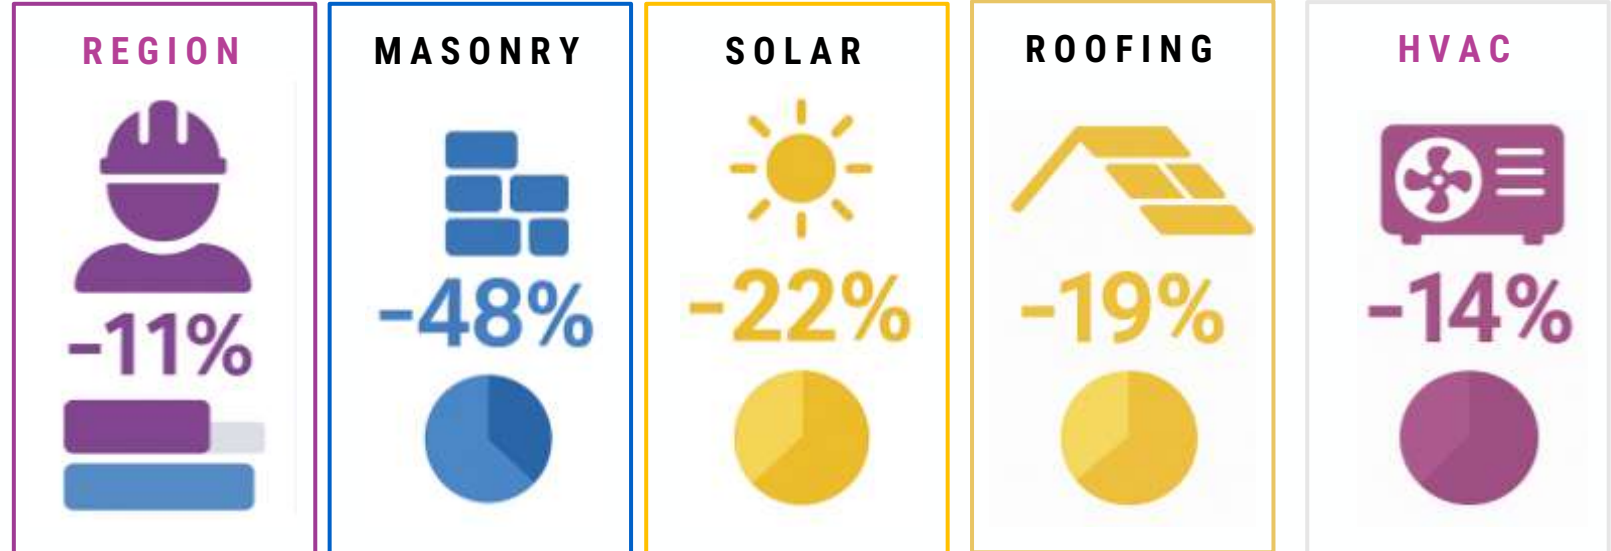 REGION
-11%
MASONRY
-48%
SOLAR
-22%
ROOFING
-19%
HVAC
-14%